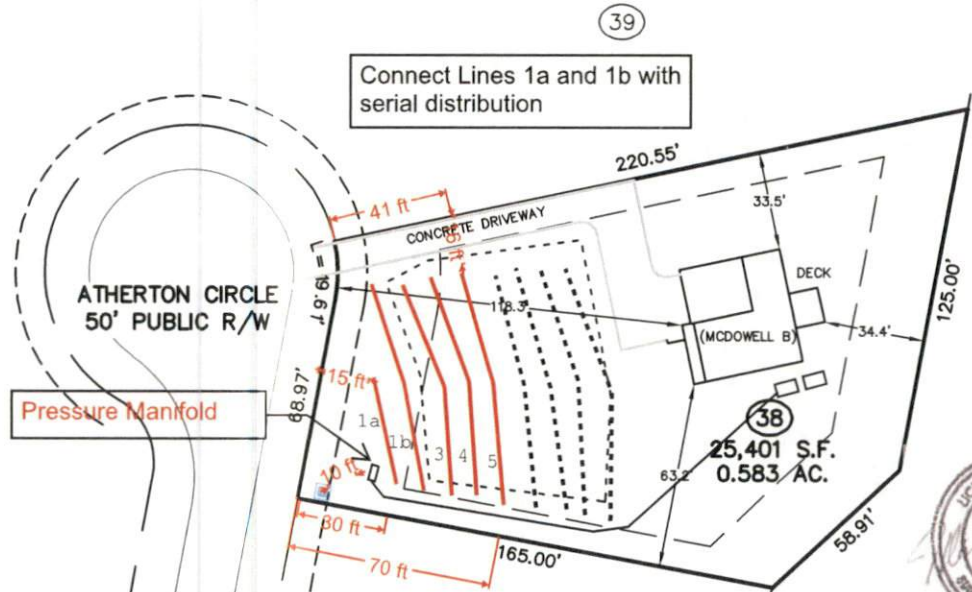 39
Connect Lines 1a and 1b with
serial distribution
220.55'
41 ft
CONCRETE DRIVEWAY
33.5'
ATHERTON CIRCLE
50' PUBLIC R/W
118.3'
DECK
(MCDOWELL B)
34.4'
125.00'
68.97'
15 ft
Pressure Manifold
1a
1b
3
4
5
38
25,401 S.F.
0.583 AC.
10 ft
63.2'
30 ft
70 ft
165.00'
58.91'